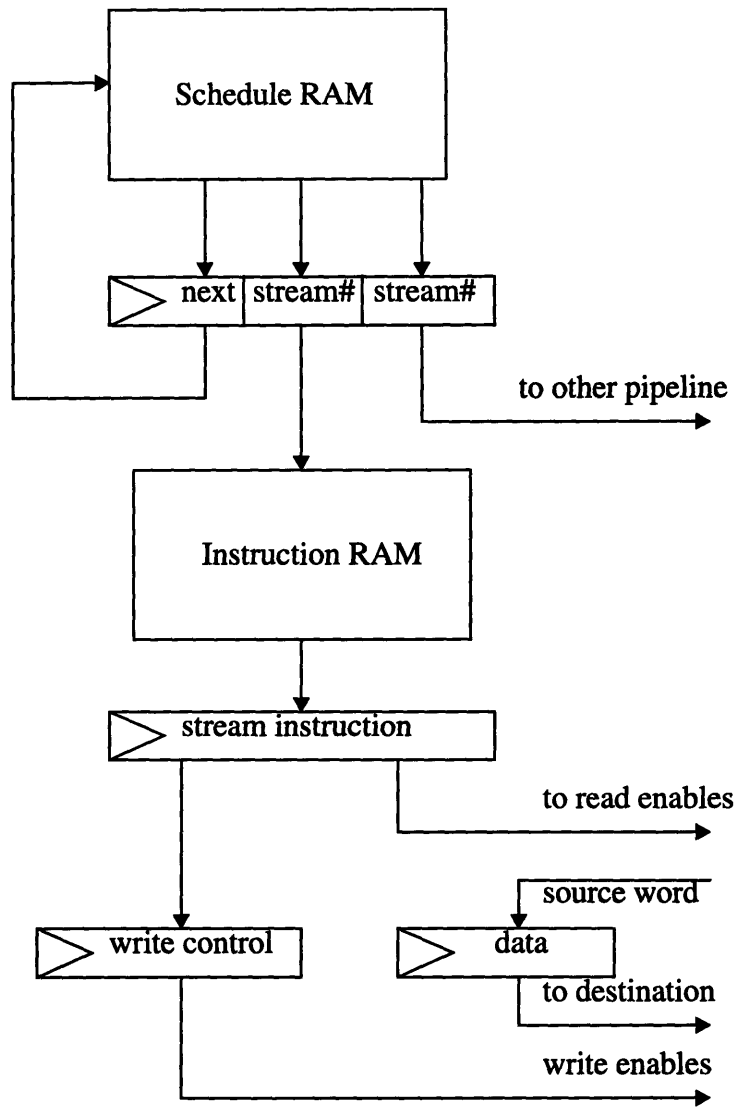 Schedule RAM
next stream# stream#
to other pipeline
Instruction RAM
stream instruction
to read enables
source word
write control data
to destination
write enables